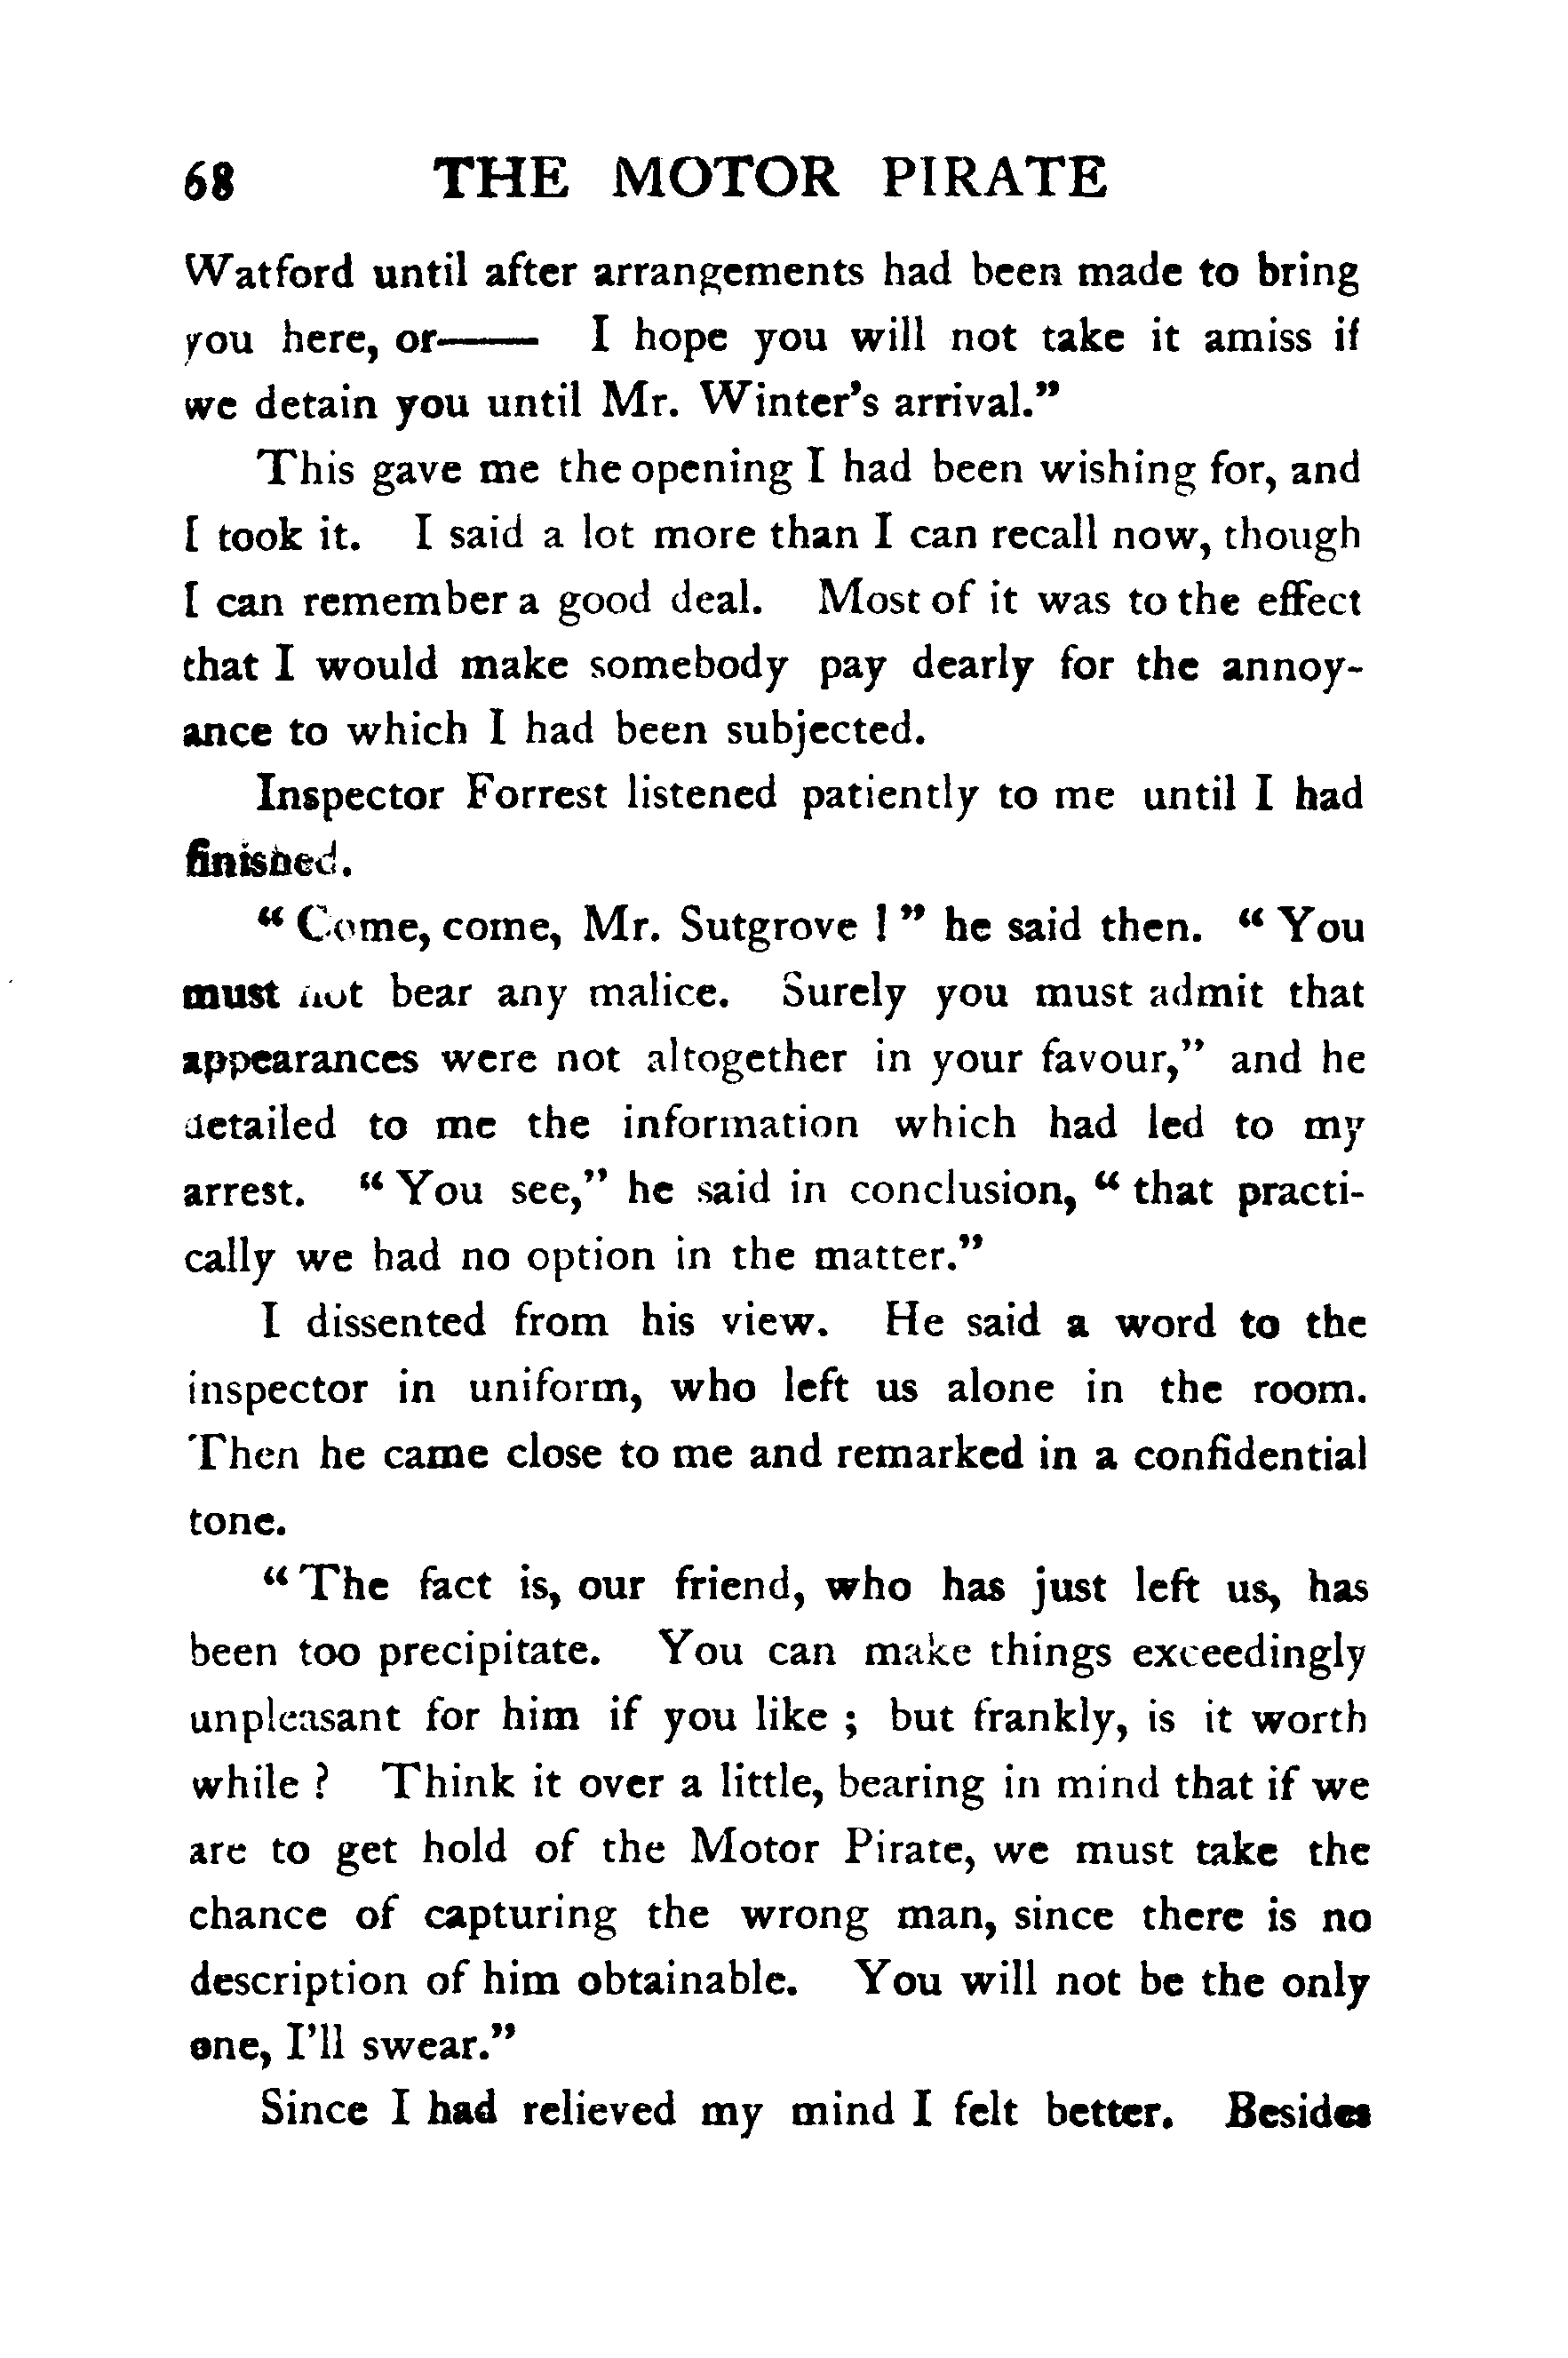 68 THE MOTOR PIRATE
Watford until after arrangements had been made to bring
you here, or—— I hope you will not take it amiss if
we detain you until Mr. Winter's arrival."
This gave me the opening I had been wishing for, and
I took it. I said a lot more than I can recall now, though
I can remember a good deal. Most of it was to the effect
that I would make somebody pay dearly for the annoy-
ance to which I had been subjected.
Inspector Forrest listened patiently to me until I had
finished.
"Come, come, Mr. Sutgrove!" he said then. "You
must not bear any malice. Surely you must admit that
appearances were not altogether in your favour," and he
detailed to me the information which had led to my
arrest. "You see," he said in conclusion, "that practi-
cally we had no option in the matter."
I dissented from his view. He said a word to the
inspector in uniform, who left us alone in the room.
Then he came close to me and remarked in a confidential
tone.
"The fact is, our friend, who has just left us, has
been too precipitate. You can make things exceedingly
unpleasant for him if you like; but frankly, is it worth
while? Think it over a little, bearing in mind that if we
are to get hold of the Motor Pirate, we must take the
chance of capturing the wrong man, since there is no
description of him obtainable. You will not be the only
one, I'll swear."
Since I had relieved my mind I felt better. Besides